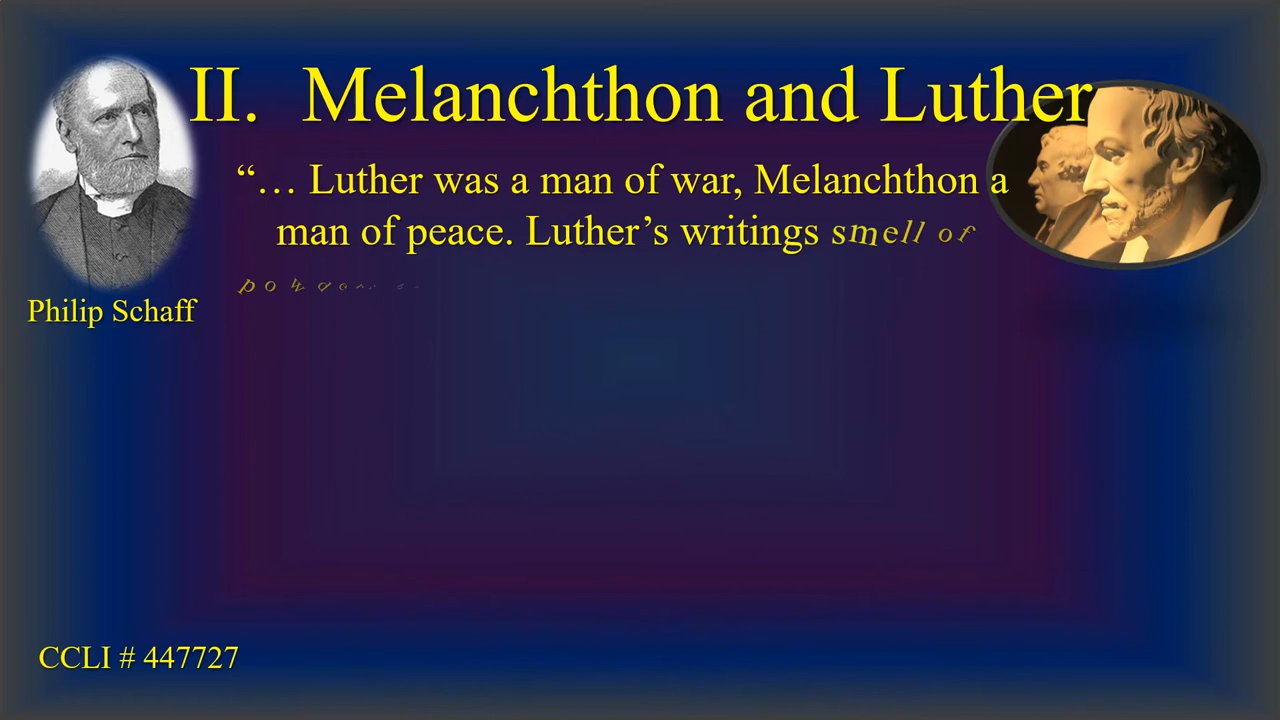 II. Melanchthon and Luther
“… Luther was a man of war, Melanchthon a
man of peace. Luther’s writings smell of
Philip Schaff
CCLI # 447727